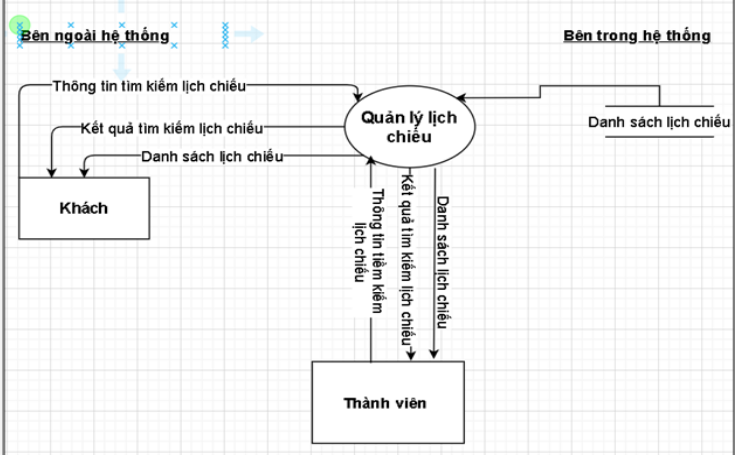 Bên ngoài hệ thống
Bên trong hệ thống
Thông tin tìm kiếm lịch chiếu
Quản lý lịch
chiếu
Danh sách lịch chiếu
Kết quả tìm kiếm lịch chiếu
Danh sách lịch chiếu
Khách
Thông tin tiềm kiếm
lịch chiếu
Kết quả tìm kiếm lịch chiếu
Danh sách lịch chiếu
Thành viên